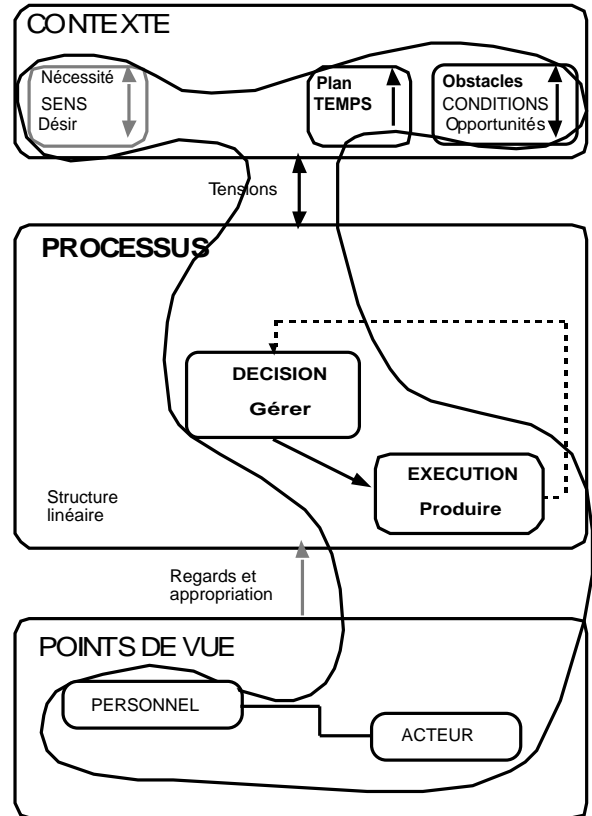 CONTEXTE
Nécessité
SENS
Désir
Plan
TEMPS
Obstacles
CONDITIONS
Opportunités
Tensions
PROCESSUS
DECISION
Gérer
EXECUTION
Produire
Structure
linéaire
Regards et
appropriation
POINTS DE VUE
PERSONNEL
ACTEUR